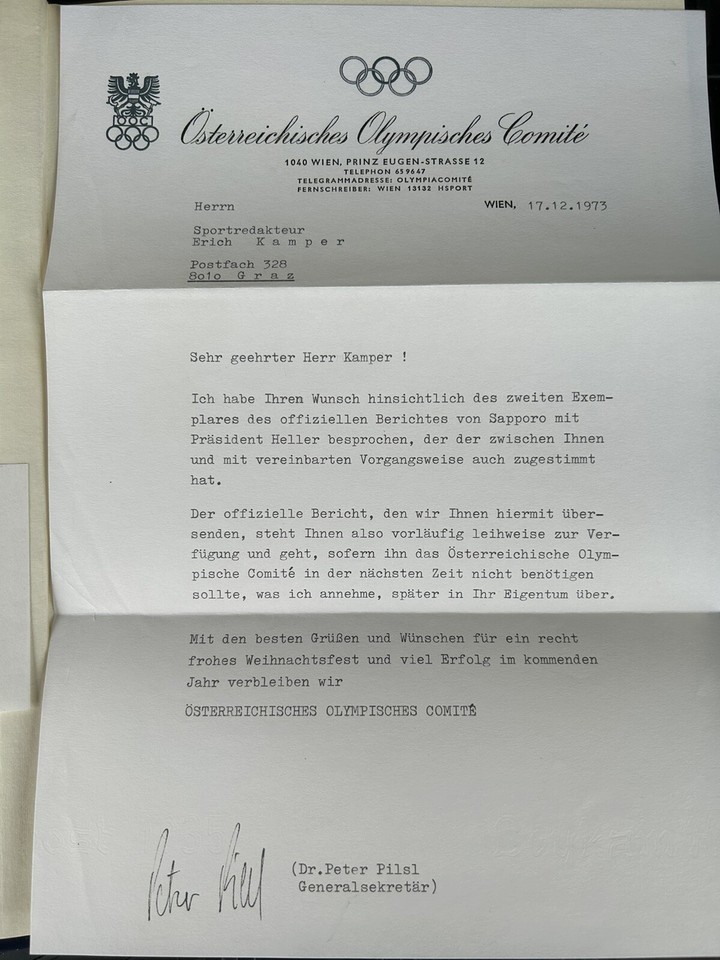 ÖOC
Österreichisches Olympisches Comité
1040 WIEN, PRINZ EUGEN-STRASSE 12
TELEPHON 659647
TELEGRAMMADRESSE: OLYMPIACOMITÉ
FERNSCHREIBER: WIEN 13132 HSPORT
Herrn
WIEN, 17.12.1973
Sportredakteur
Erich K a m p e r
Postfach 328
8o1o G r a z
Sehr geehrter Herr Kamper !
Ich habe Ihren Wunsch hinsichtlich des zweiten Exem-
plares des offiziellen Berichtes von Sapporo mit
Präsident Heller besprochen, der der zwischen Ihnen
und mit vereinbarten Vorgangsweise auch zugestimmt
hat.
Der offizielle Bericht, den wir Ihnen hiermit über-
senden, steht Ihnen also vorläufig leihweise zur Ver-
fügung und geht, sofern ihn das Österreichische Olym-
pische Comité in der nächsten Zeit nicht benötigen
sollte, was ich annehme, später in Ihr Eigentum über.
Mit den besten Grüßen und Wünschen für ein recht
frohes Weihnachtsfest und viel Erfolg im kommenden
Jahr verbleiben wir
ÖSTERREICHISCHES OLYMPISCHES COMITÉ
Peter Pilsl
(Dr.Peter Pilsl
Generalsekretär)